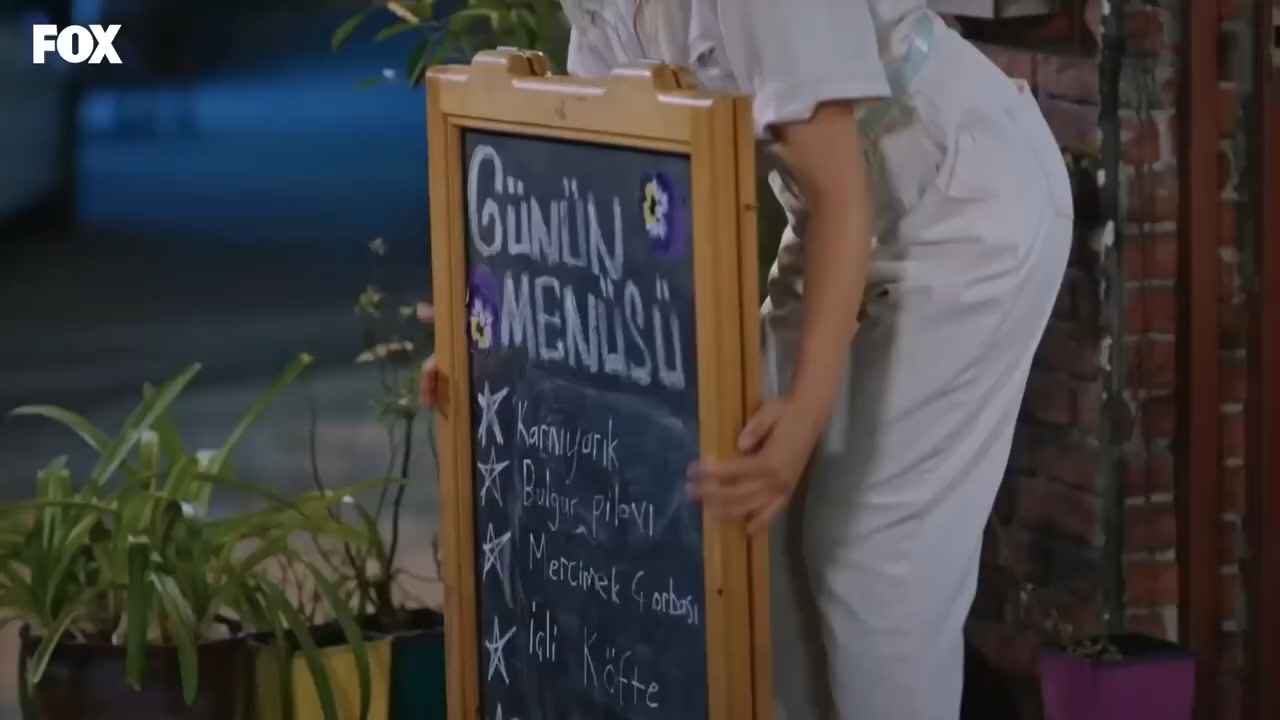 FOX
GÜNÜN
MENÜSÜ
Karnıyarık
Bulgur pilavı
Mercimek Çorbası
İçli Köfte